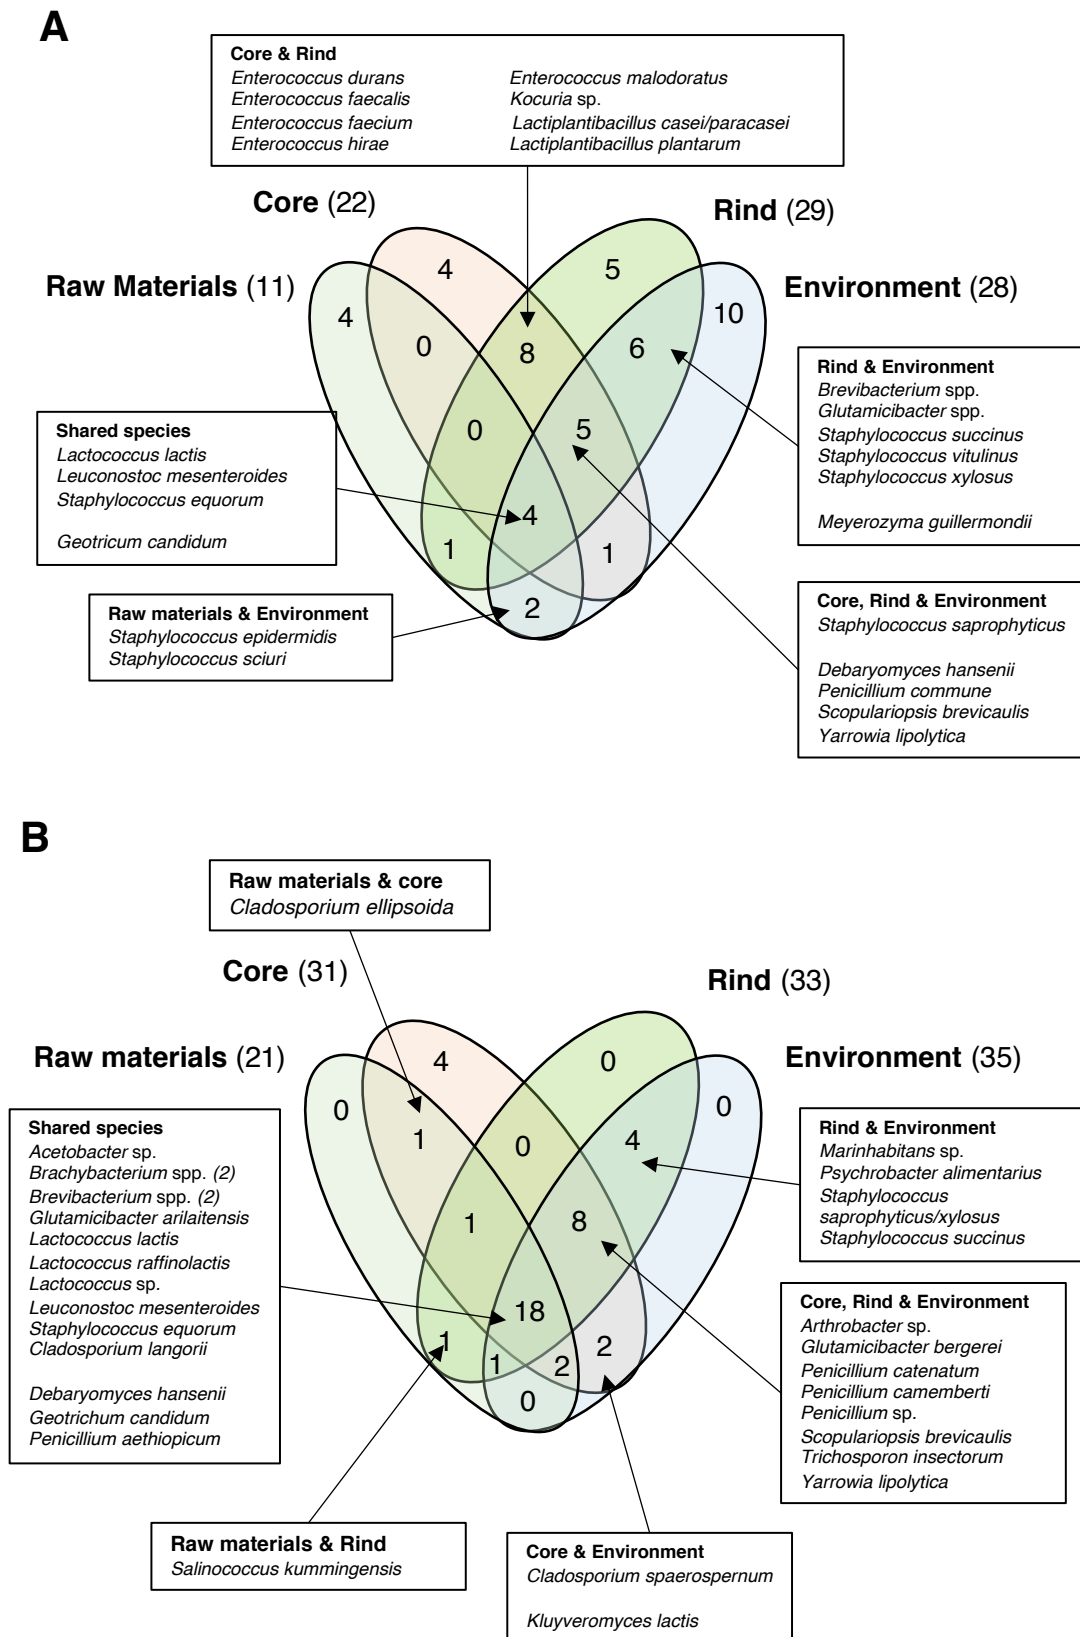 A
Core & Rind
Enterococcus durans
Enterococcus faecalis
Enterococcus faecium
Enterococcus hirae
Enterococcus malodoratus
Kocuria sp.
Lactiplantibacillus casei/paracasei
Lactiplantibacillus plantarum
Core (22)
Rind (29)
Raw Materials (11)
Environment (28)
4
5
4
10
0
8
6
0
5
4
1
1
2
Shared species
Lactococcus lactis
Leuconostoc mesenteroides
Staphylococcus equorum
Geotricum candidum
Raw materials & Environment
Staphylococcus epidermidis
Staphylococcus sciuri
Rind & Environment
Brevibacterium spp.
Glutamicibacter spp.
Staphylococcus succinus
Staphylococcus vitulinus
Staphylococcus xylosus
Meyerozyma guillermondii
Core, Rind & Environment
Staphylococcus saprophyticus
Debaryomyces hansenii
Penicillium commune
Scopulariopsis brevicaulis
Yarrowia lipolytica
B
Raw materials & core
Cladosporium ellipsoida
Core (31)
Rind (33)
Raw materials (21)
Environment (35)
4
0
0
0
1
0
4
1
8
18
1
1
2
2
0
Shared species
Acetobacter sp.
Brachybacterium spp. (2)
Brevibacterium spp. (2)
Glutamicibacter arilaitensis
Lactococcus lactis
Lactococcus raffinolactis
Lactococcus sp.
Leuconostoc mesenteroides
Staphylococcus equorum
Cladosporium langorii
Debaryomyces hansenii
Geotrichum candidum
Penicillium aethiopicum
Rind & Environment
Marinhabitans sp.
Psychrobacter alimentarius
Staphylococcus
saprophyticus/xylosus
Staphylococcus succinus
Core, Rind & Environment
Arthrobacter sp.
Glutamicibacter bergerei
Penicillium catenatum
Penicillium camemberti
Penicillium sp.
Scopulariopsis brevicaulis
Trichosporon insectorum
Yarrowia lipolytica
Raw materials & Rind
Salinococcus kummingensis
Core & Environment
Cladosporium spaerospernum
Kluyveromyces lactis